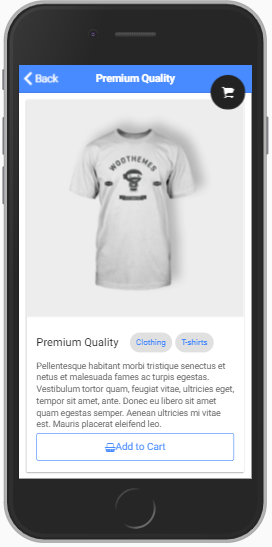 Back
Premium Quality
WOOTHEMES
Premium Quality
Clothing
T-shirts
Pellentesque habitant morbi tristique senectus et
netus et malesuada fames ac turpis egestas.
Vestibulum tortor quam, feugiat vitae, ultricies eget,
tempor sit amet, ante. Donec eu libero sit amet
quam egestas semper. Aenean ultricies mi vitae
est. Mauris placerat eleifend leo.
Add to Cart